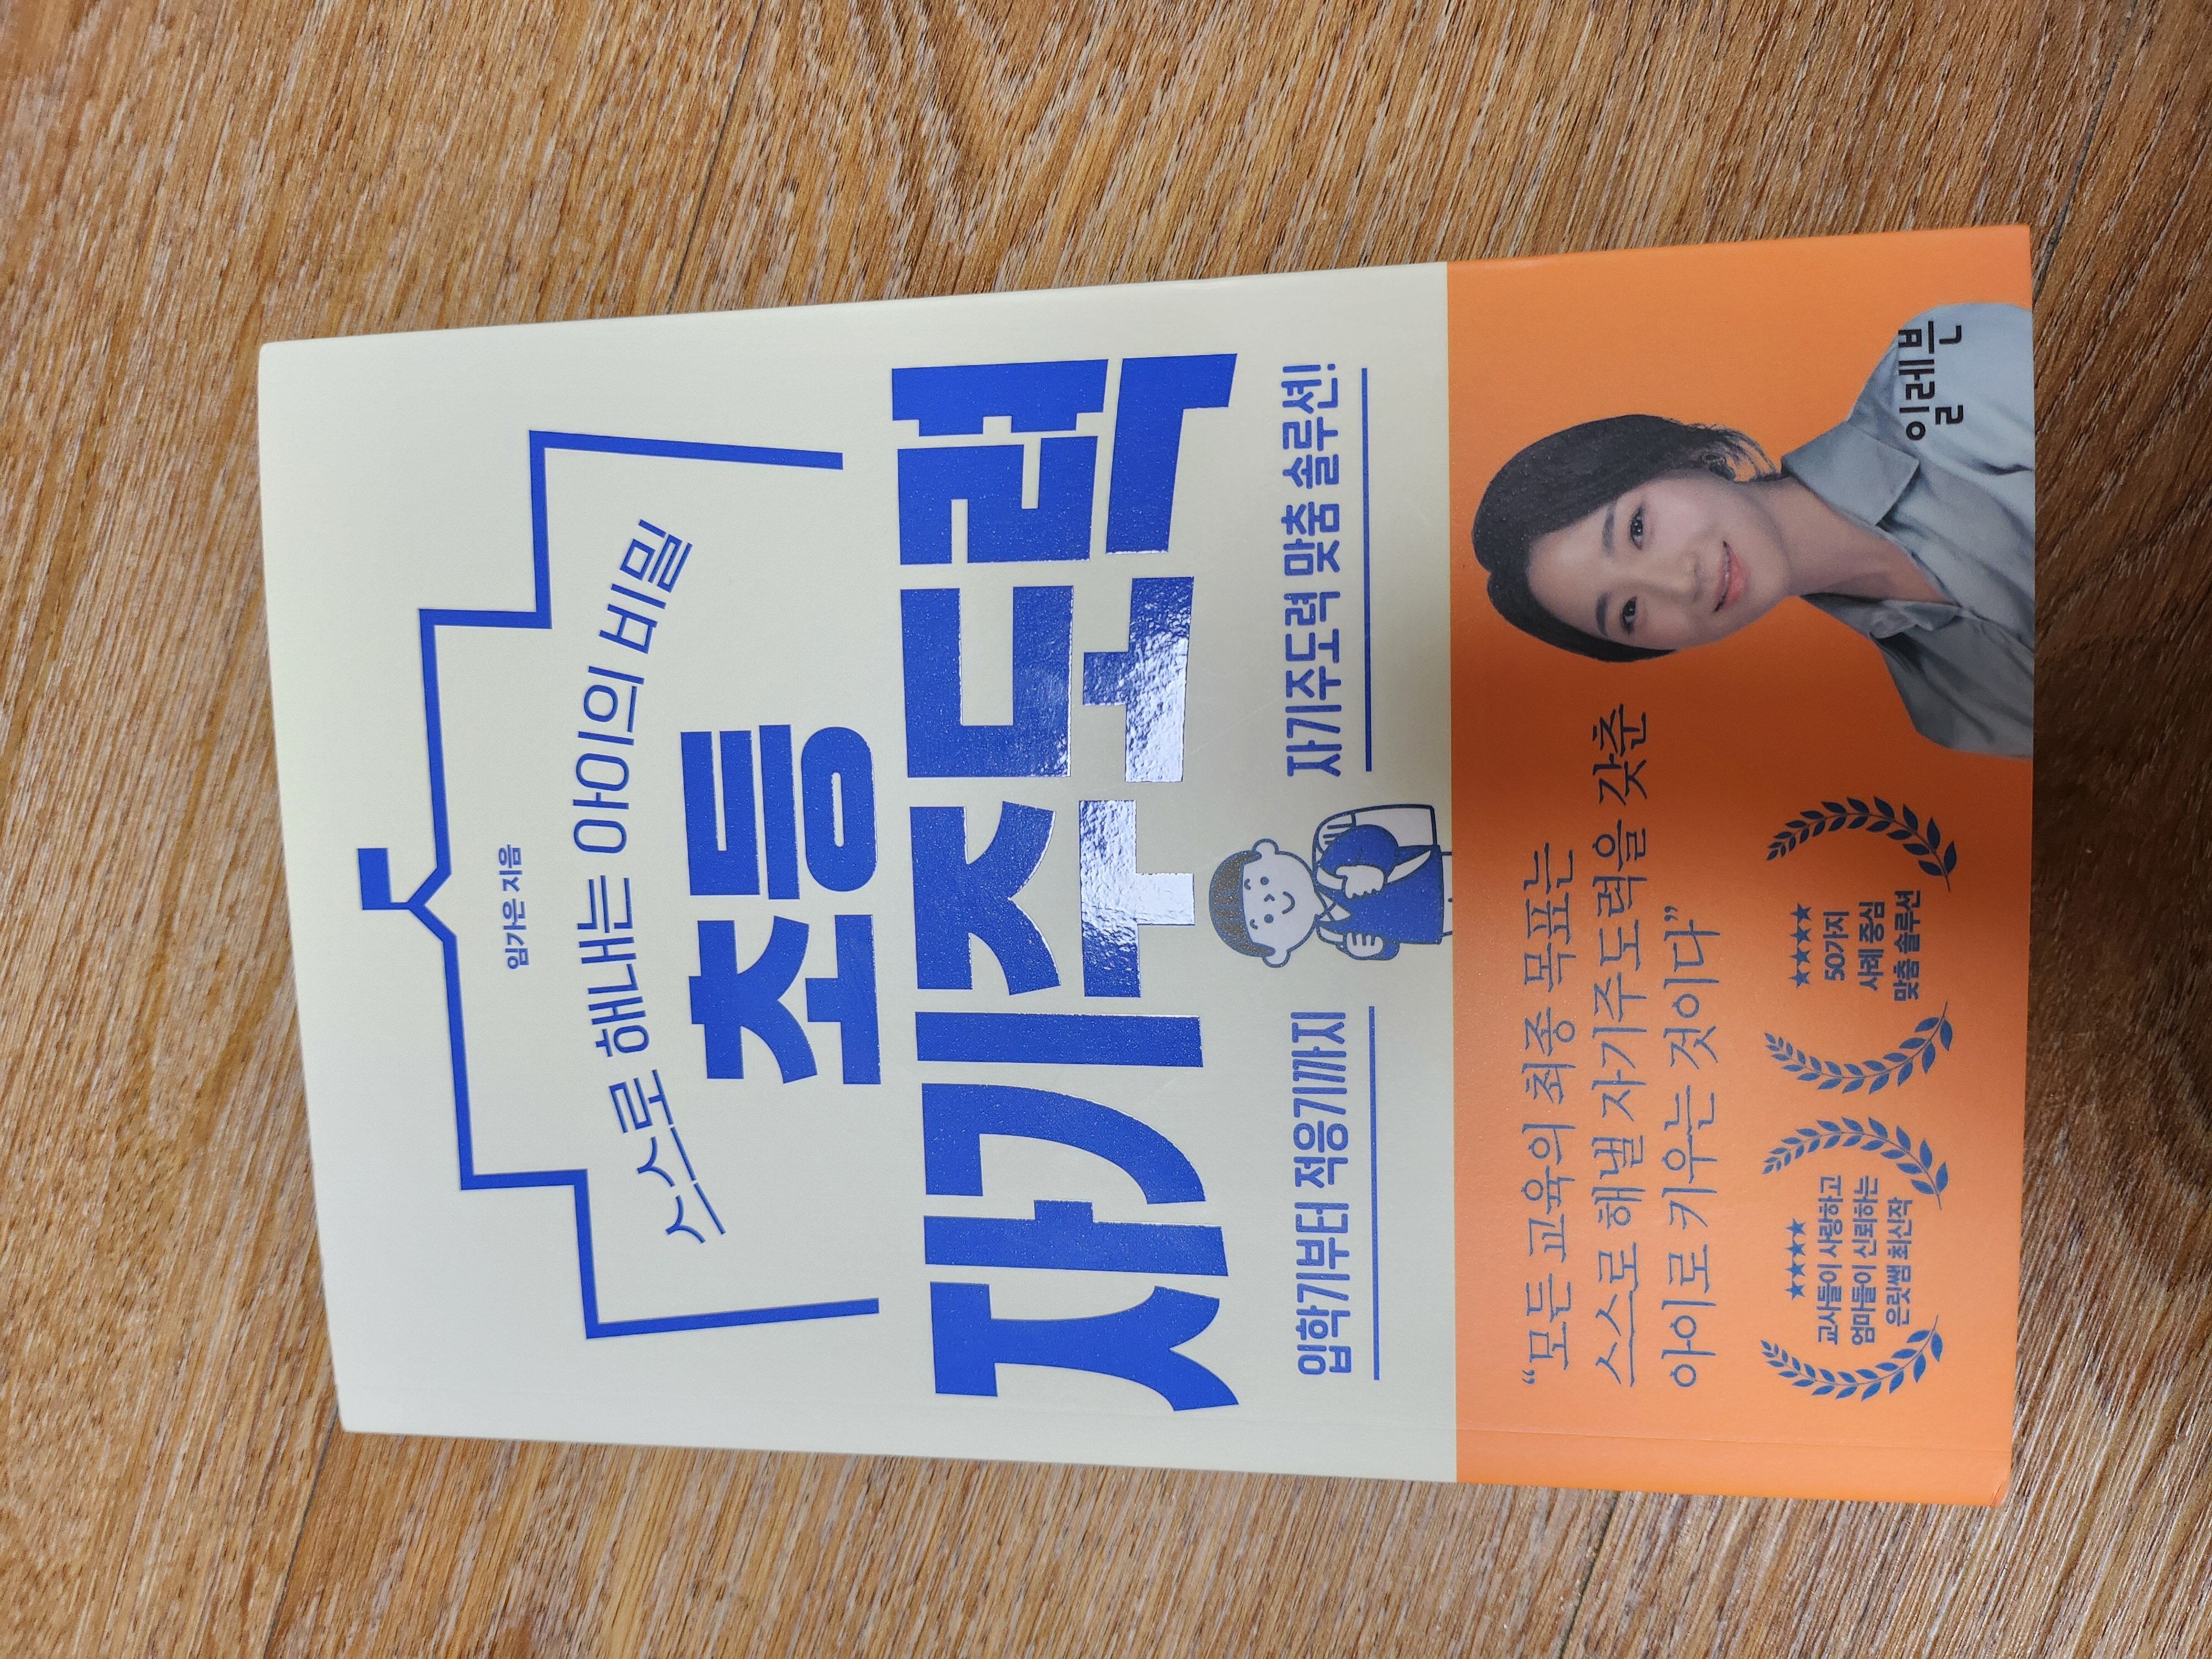 임가은 지음
스스로 해내는 아이의 비밀
초등
자기주도력
입학기부터 적응기까지
자기주도력 맞춤 솔루션!
“모든 교육의 최종 목표는
스스로 해낼 자기주도력을 갖춘
아이로 키우는 것이다”
★★★★
교사들이 사랑하고
엄마들이 신뢰하는
은릿쌤 최신작
★★★★
50가지
사례 중심
맞춤 솔루션
일레븐